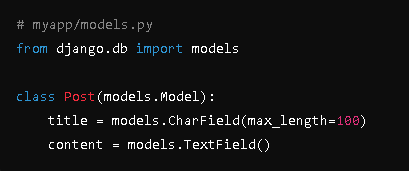 # myapp/models.py
from django.db import models

class Post(models.Model):
    title = models.CharField(max_length=100)
    content = models.TextField()